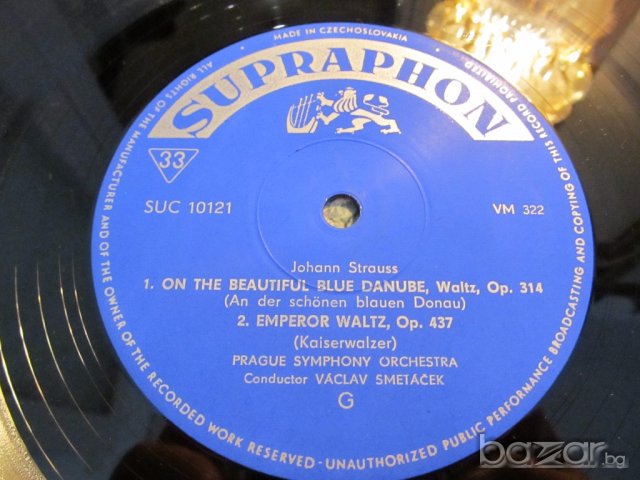 MADE IN CZECHOSLOVAKIA
ALL RIGHTS OF THE MANUFACTURER AND OF THE OWNER OF THE RECORDED WORK RESERVED - UNAUTHORIZED PUBLIC PERFORMANCE BROADCASTING AND COPYING OF THIS RECORD PROHIBITED
SUPRAPHON
33
SUC 10121
VM 322
Johann Strauss
1. ON THE BEAUTIFUL BLUE DANUBE, Waltz, Op. 314
(An der schönen blauen Donau)
2. EMPEROR WALTZ, Op. 437
(Kaiserwalzer)
PRAGUE SYMPHONY ORCHESTRA
Conductor VÁCLAV SMETÁČEK
G
bazar.bg